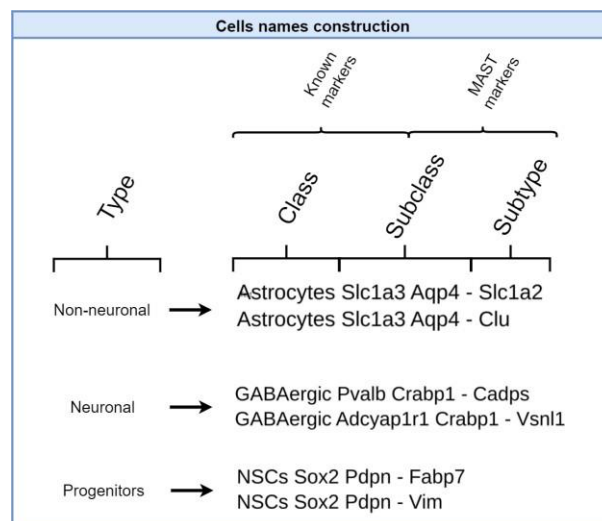 Cells names construction
Known
markers
MAST
markers
Type
Class
Subclass
Subtype
Non-neuronal
Astrocytes Slc1a3 Aqp4 - Slc1a2
Astrocytes Slc1a3 Aqp4 - Clu
Neuronal
GABAergic Pvalb Crabp1 - Cadps
GABAergic Adcyap1r1 Crabp1 - Vsnl1
Progenitors
NSCs Sox2 Pdpn - Fabp7
NSCs Sox2 Pdpn - Vim